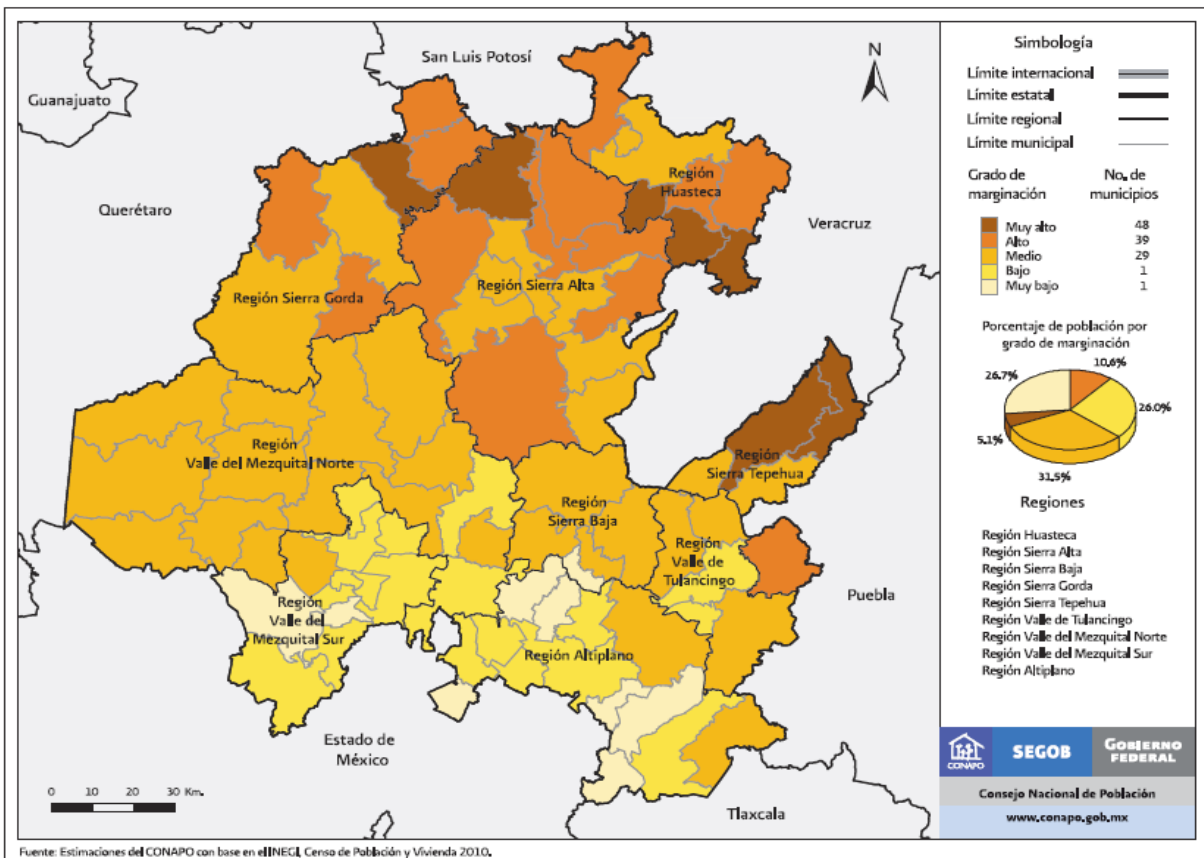 San Luis Potosí
Guanajuato
Querétaro
Veracruz
Puebla
Tlaxcala
Estado de
México
N
Región
Huasteca
Región Sierra Gorda
Región Sierra Alta
Región
Valle del Mezquital Norte
Región
Sierra Tepehua
Región
Sierra Baja
Región
Valle de
Tulancingo
Región
Valle del
Mezquital Sur
Región Altiplano
0 10 20 30 Km.
Simbología
Límite internacional
Límite estatal
Límite regional
Límite municipal
Grado de
marginación
No. de
municipios
Muy alto 48
Alto 39
Medio 29
Bajo 1
Muy bajo 1
Porcentaje de población por
grado de marginación
10.6%
26.7%
26.0%
5.1%
31.5%
Regiones
Región Huasteca
Región Sierra Alta
Región Sierra Baja
Región Sierra Gorda
Región Sierra Tepehua
Región Valle de Tulancingo
Región Valle del Mezquital Norte
Región Valle del Mezquital Sur
Región Altiplano
CONAPO
SEGOB
GOBIERNO
FEDERAL
Consejo Nacional de Población
www.conapo.gob.mx
Fuente: Estimaciones del CONAPO con base en el INEGI, Censo de Población y Vivienda 2010.